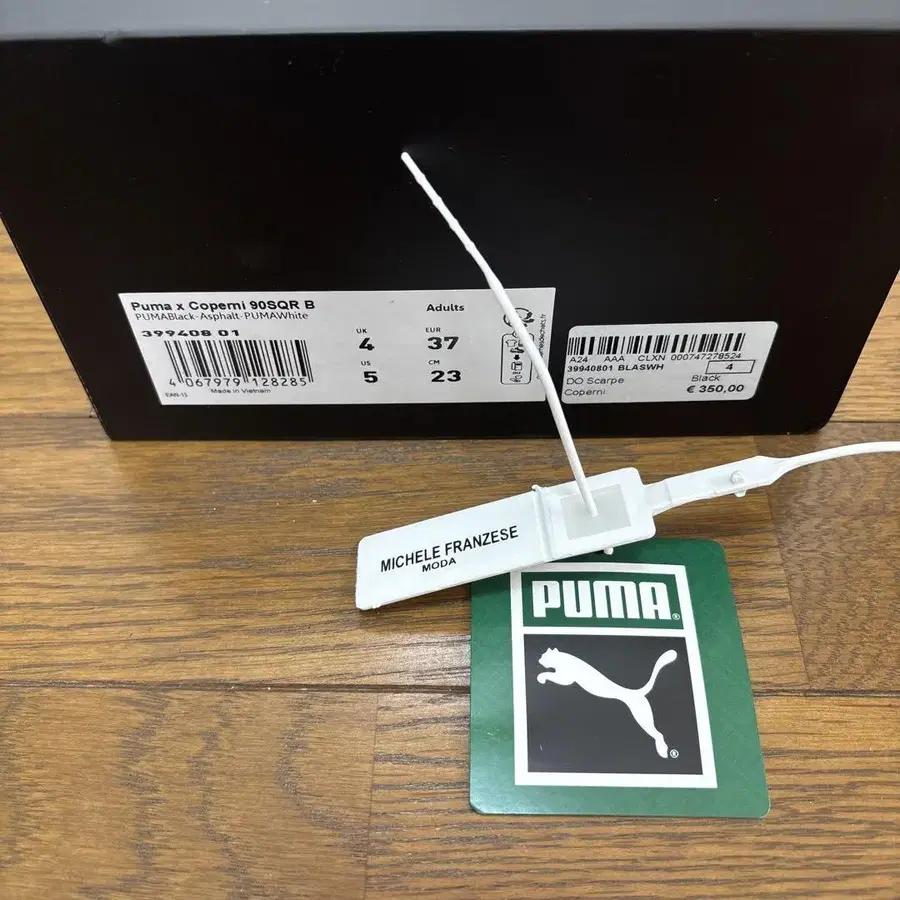 Puma x Coperni 90SQR B
PUMABlack-Asphalt-PUMAWhite
399408 01
4 067979 128285
EAN-13
Made in Vietnam
Adults
UK
4
EUR
37
US
5
CM
23
A24 AAA CLXN 000747278524
39940801 BLASWH
4
DO Scarpe
Black
Coperni
€ 350,00
MICHELE FRANZESE
MODA
PUMA®
®